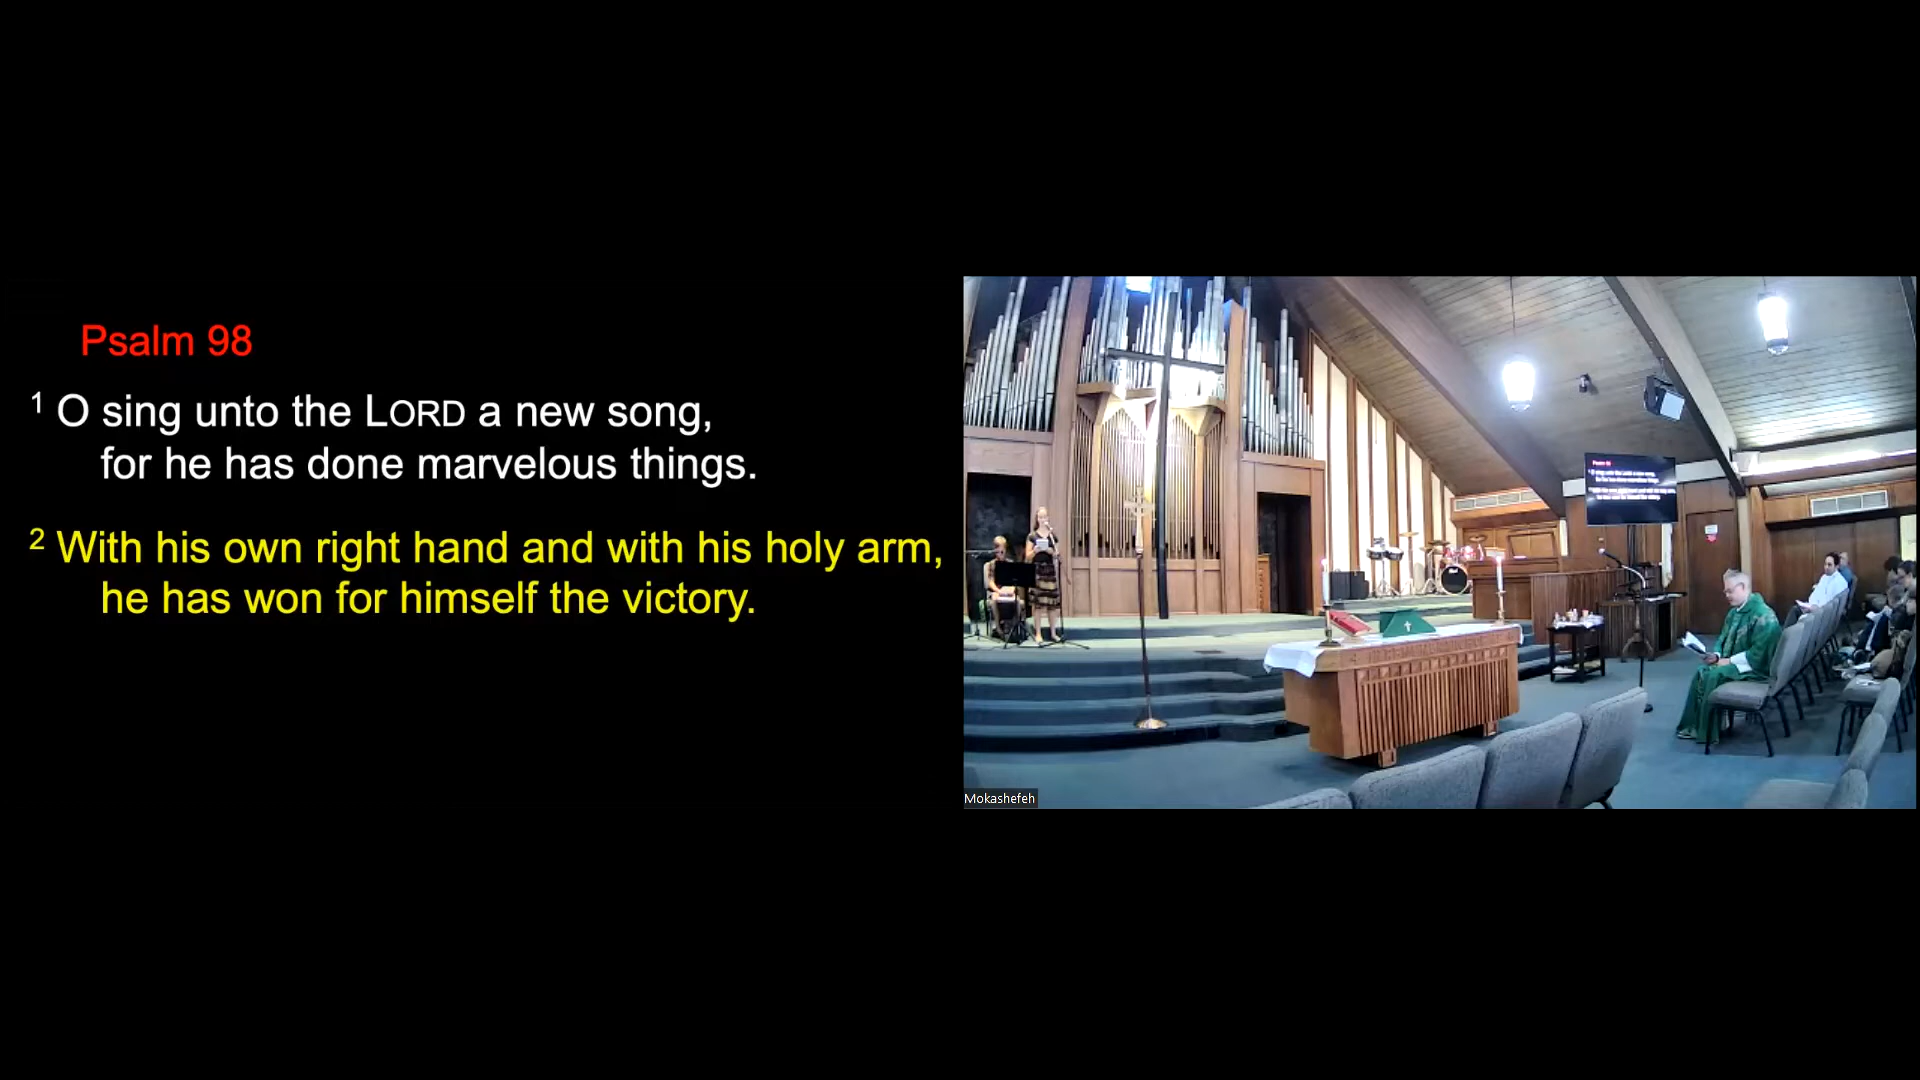 Psalm 98
1 O sing unto the LORD a new song,
for he has done marvelous things.
2 With his own right hand and with his holy arm,
he has won for himself the victory.
Mokashefeh